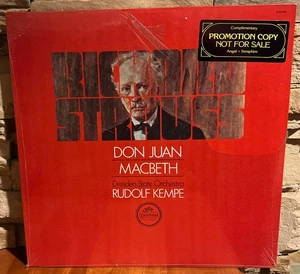 Complimentary
PROMOTION COPY
NOT FOR SALE
Angel • Seraphim
RICHARD
STRAUSS
DON JUAN
MACBETH
Dresden State Orchestra
RUDOLF KEMPE